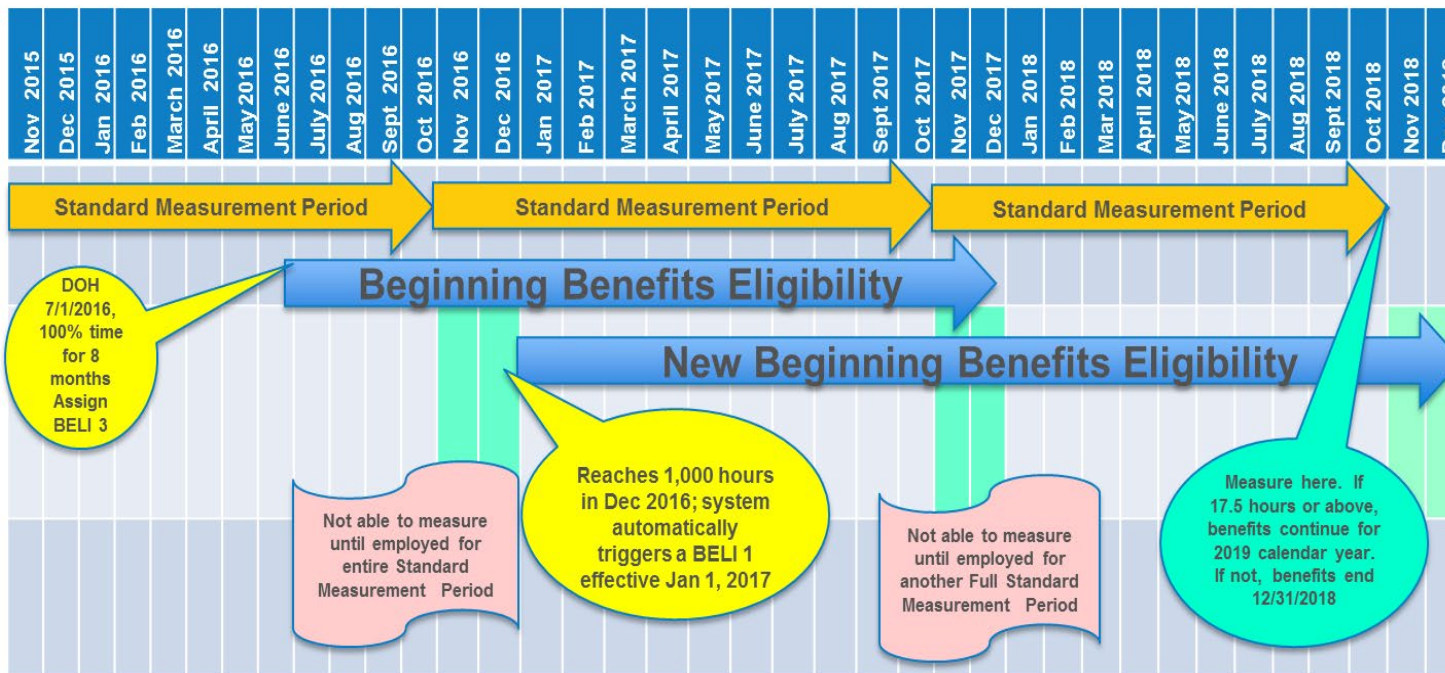 Nov 2015
Dec 2015
Jan 2016
Feb 2016
March 2016
April 2016
May 2016
June 2016
July 2016
Aug 2016
Sept 2016
Oct 2016
Nov 2016
Dec 2016
Jan 2017
Feb 2017
March 2017
April 2017
May 2017
June 2017
July 2017
Aug 2017
Sept 2017
Oct 2017
Nov 2017
Dec 2017
Jan 2018
Feb 2018
Mar 2018
April 2018
May 2018
June 2018
July 2018
Aug 2018
Sept 2018
Oct 2018
Nov 2018
Standard Measurement Period
Standard Measurement Period
Standard Measurement Period
DOH
7/1/2016,
100% time
for 8
months
Assign
BELI 3
Beginning Benefits Eligibility
New Beginning Benefits Eligibility
Not able to measure
until employed for
entire Standard
Measurement Period
Reaches 1,000 hours
in Dec 2016; system
automatically
triggers a BELI 1
effective Jan 1, 2017
Not able to measure
until employed for
another Full Standard
Measurement Period
Measure here. If
17.5 hours or above,
benefits continue for
2019 calendar year.
If not, benefits end
12/31/2018